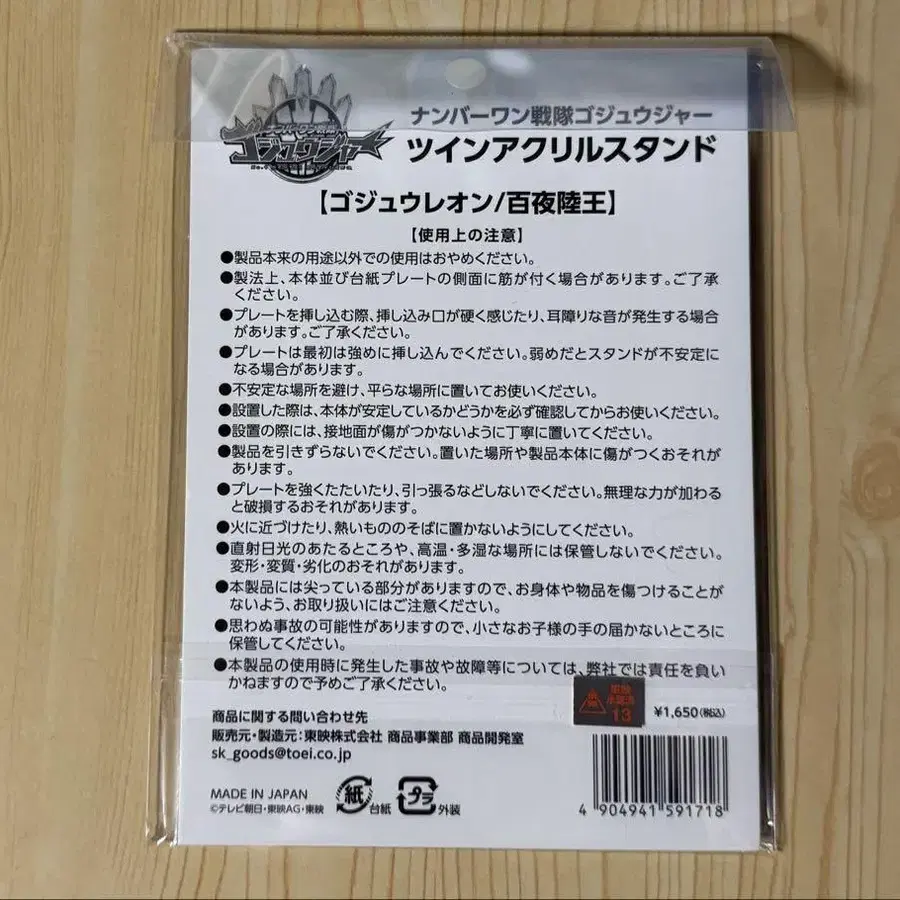 ナンバーワン戦隊
ゴジュウジャー
ナンバーワン戦隊ゴジュウジャー
ツインアクリルスタンド
【ゴジュウレオン/百夜陸王】
【使用上の注意】
●製品本来の用途以外での使用はおやめください。
●製法上、本体並び台紙プレートの側面に筋が付く場合があります。ご了承
ください。
●プレートを挿し込む際、挿し込み口が硬く感じたり、耳障りな音が発生する場合
があります。ご了承ください。
●プレートは最初は強めに挿し込んでください。弱めだとスタンドが不安定に
なる場合があります。
●不安定な場所を避け、平らな場所に置いてお使いください。
●設置した際は、本体が安定しているかどうかを必ず確認してからお使いください。
●設置の際には、接地面が傷がつかないように丁寧に置いてください。
●製品を引きずらないでください。置いた場所や製品本体に傷がつくおそれが
あります。
●プレートを強くたたいたり、引っ張るなどしないでください。無理な力が加わる
と破損するおそれがあります。
●火に近づけたり、熱いもののそばに置かないようにしてください。
●直射日光のあたるところや、高温・多湿な場所には保管しないでください。
変形・変質・劣化のおそれがあります。
●本製品には尖っている部分がありますので、お身体や物品を傷つけることが
ないよう、お取り扱いにはご注意ください。
●思わぬ事故の可能性がありますので、小さなお子様の手の届かないところに
保管してください。
●本製品の使用時に発生した事故や故障等については、弊社では責任を負い
かねますので予めご了承ください。
商品に関する問い合わせ先
販売元・製造元：東映株式会社 商品事業部 商品開発室
sk_goods@toei.co.jp
13
¥1,650(税込)
MADE IN JAPAN
©テレビ朝日・東映AG・東映
紙 台紙
プラ 外装
4 904941 591718